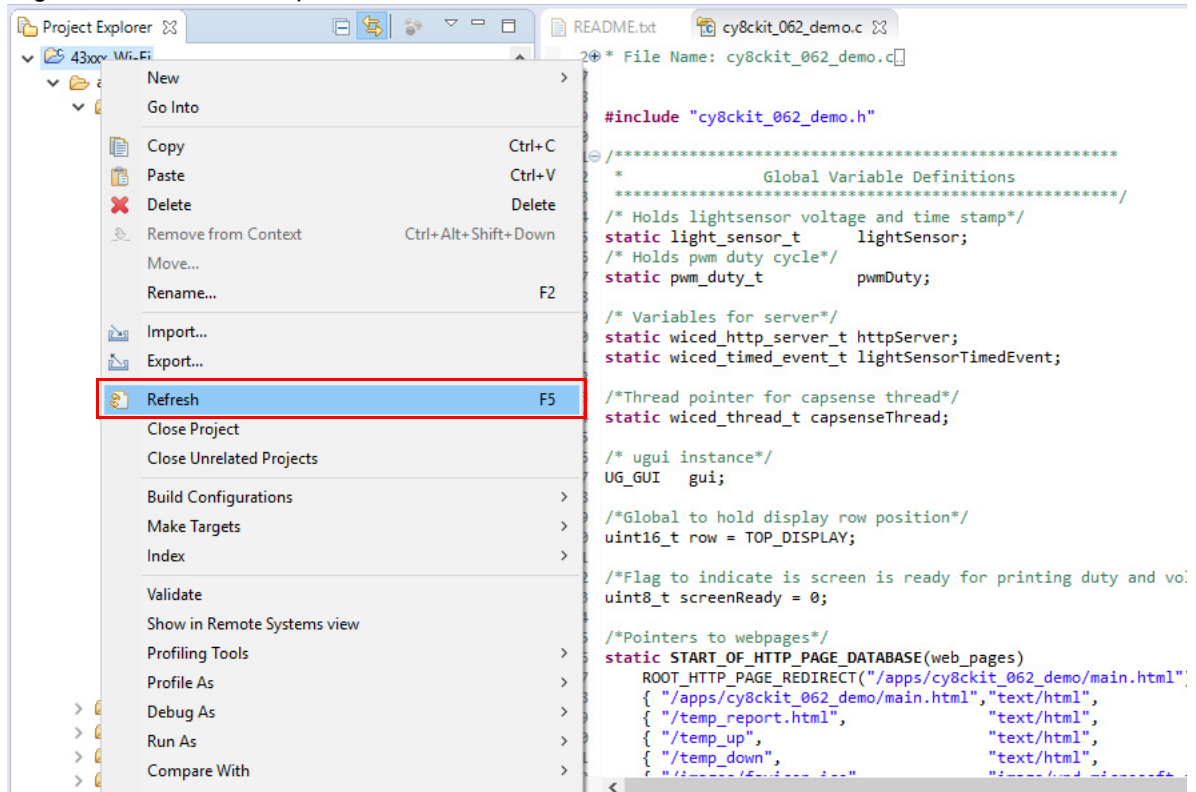 Project Explorer
43xxx_Wi-Fi
New
Go Into
Copy Ctrl+C
Paste Ctrl+V
Delete Delete
Remove from Context Ctrl+Alt+Shift+Down
Move...
Rename... F2
Import...
Export...
Refresh F5
Close Project
Close Unrelated Projects
Build Configurations
Make Targets
Index
Validate
Show in Remote Systems view
Profiling Tools
Profile As
Debug As
Run As
Compare With
README.txt cy8ckit_062_demo.c
2 * File Name: cy8ckit_062_demo.c
#include "cy8ckit_062_demo.h"
/*****************************************************
* Global Variable Definitions
*****************************************************/
/* Holds lightsensor voltage and time stamp*/
static light_sensor_t lightSensor;
/* Holds pwm duty cycle*/
static pwm_duty_t pwmDuty;
/* Variables for server*/
static wiced_http_server_t httpServer;
static wiced_timed_event_t lightSensorTimedEvent;
/*Thread pointer for capsense thread*/
static wiced_thread_t capsenseThread;
/* ugui instance*/
UG_GUI gui;
/*Global to hold display row position*/
uint16_t row = TOP_DISPLAY;
/*Flag to indicate is screen is ready for printing duty and vol
uint8_t screenReady = 0;
/*Pointers to webpages*/
static START_OF_HTTP_PAGE_DATABASE(web_pages)
ROOT_HTTP_PAGE_REDIRECT("/apps/cy8ckit_062_demo/main.html")
{ "/apps/cy8ckit_062_demo/main.html","text/html",
{ "/temp_report.html", "text/html",
{ "/temp_up", "text/html",
{ "/temp_down", "text/html",